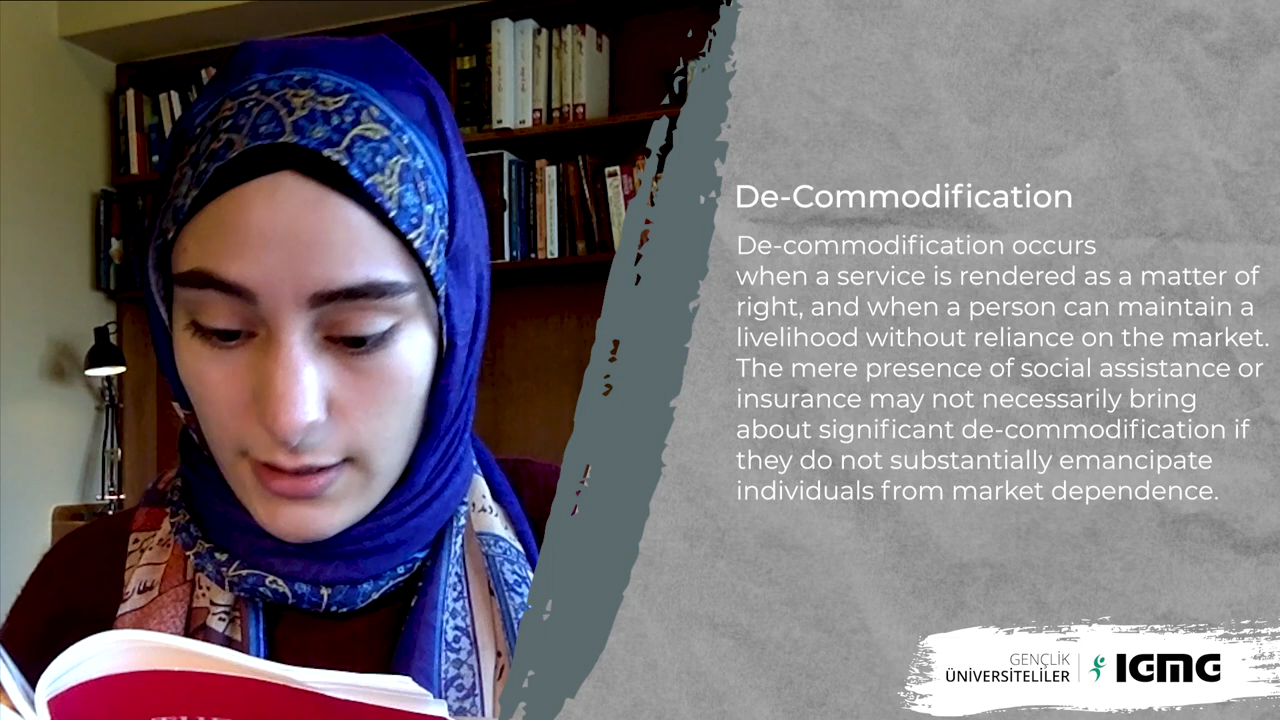 De-Commodification
De-commodification occurs
when a service is rendered as a matter of
right, and when a person can maintain a
livelihood without reliance on the market.
The mere presence of social assistance or
insurance may not necessarily bring
about significant de-commodification if
they do not substantially emancipate
individuals from market dependence.
GENÇLİK
ÜNİVERSİTELİLER
IGMG